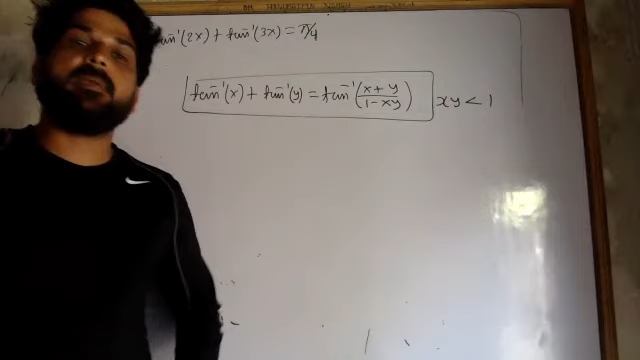 tan⁻¹(2x) + tan⁻¹(3x) = π/4
tan⁻¹(x) + tan⁻¹(y) = tan⁻¹(x + y / 1 - xy) xy < 1